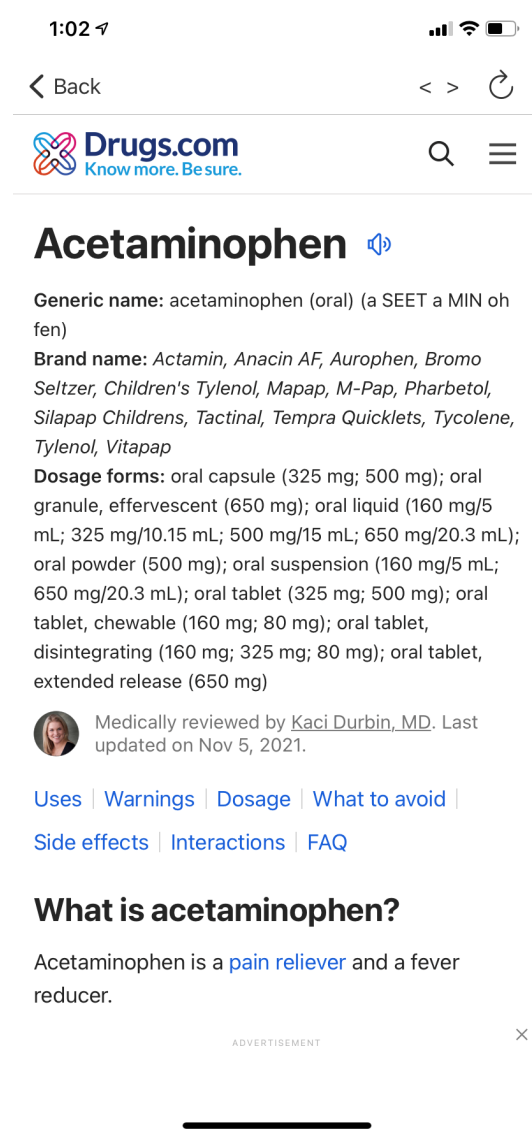 1:02
Back
Drugs.com
Know more. Be sure.
Acetaminophen
Generic name: acetaminophen (oral) (a SEET a MIN oh
fen)
Brand name: Actamin, Anacin AF, Aurophen, Bromo
Seltzer, Children's Tylenol, Mapap, M-Pap, Pharbetol,
Silapap Childrens, Tactinal, Tempra Quicklets, Tycolene,
Tylenol, Vitapap
Dosage forms: oral capsule (325 mg; 500 mg); oral
granule, effervescent (650 mg); oral liquid (160 mg/5
mL; 325 mg/10.15 mL; 500 mg/15 mL; 650 mg/20.3 mL);
oral powder (500 mg); oral suspension (160 mg/5 mL;
650 mg/20.3 mL); oral tablet (325 mg; 500 mg); oral
tablet, chewable (160 mg; 80 mg); oral tablet,
disintegrating (160 mg; 325 mg; 80 mg); oral tablet,
extended release (650 mg)
Medically reviewed by Kaci Durbin, MD. Last
updated on Nov 5, 2021.
Uses | Warnings | Dosage | What to avoid |
Side effects | Interactions | FAQ
What is acetaminophen?
Acetaminophen is a pain reliever and a fever
reducer.
ADVERTISEMENT